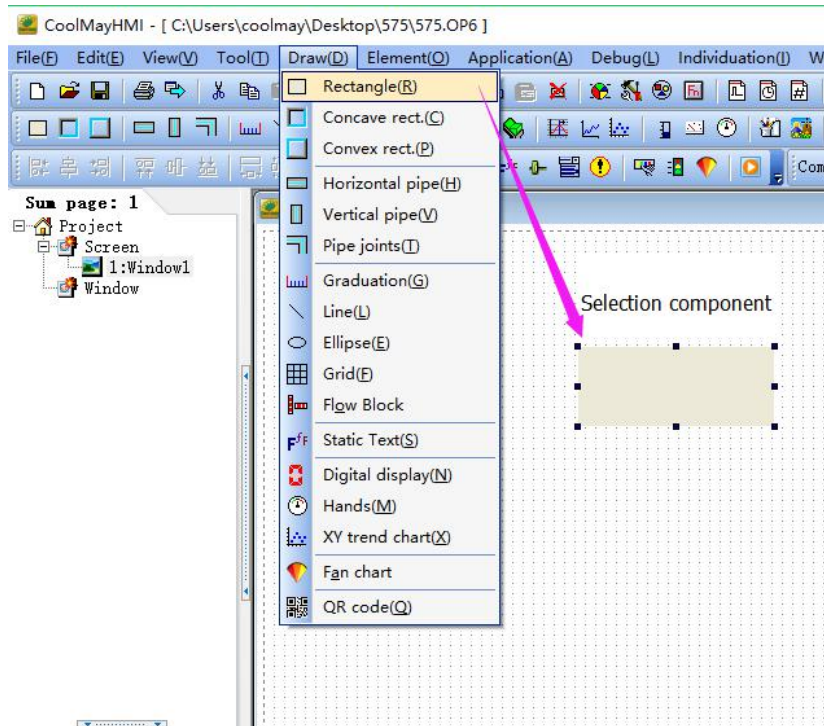 CoolMayHMI - [ C:\Users\coolmay\Desktop\575\575.OP6 ]
File(F) Edit(E) View(V) Tool(T) Draw(D) Element(O) Application(A) Debug(L) Individuation(I) W
Com
Sum page: 1
Project
Screen
1:Window1
Window
Rectangle(R)
Concave rect.(C)
Convex rect.(P)
Horizontal pipe(H)
Vertical pipe(V)
Pipe joints(T)
Graduation(G)
Line(L)
Ellipse(E)
Grid(F)
Flow Block
Static Text(S)
Digital display(N)
Hands(M)
XY trend chart(X)
Fan chart
QR code(Q)
Selection component